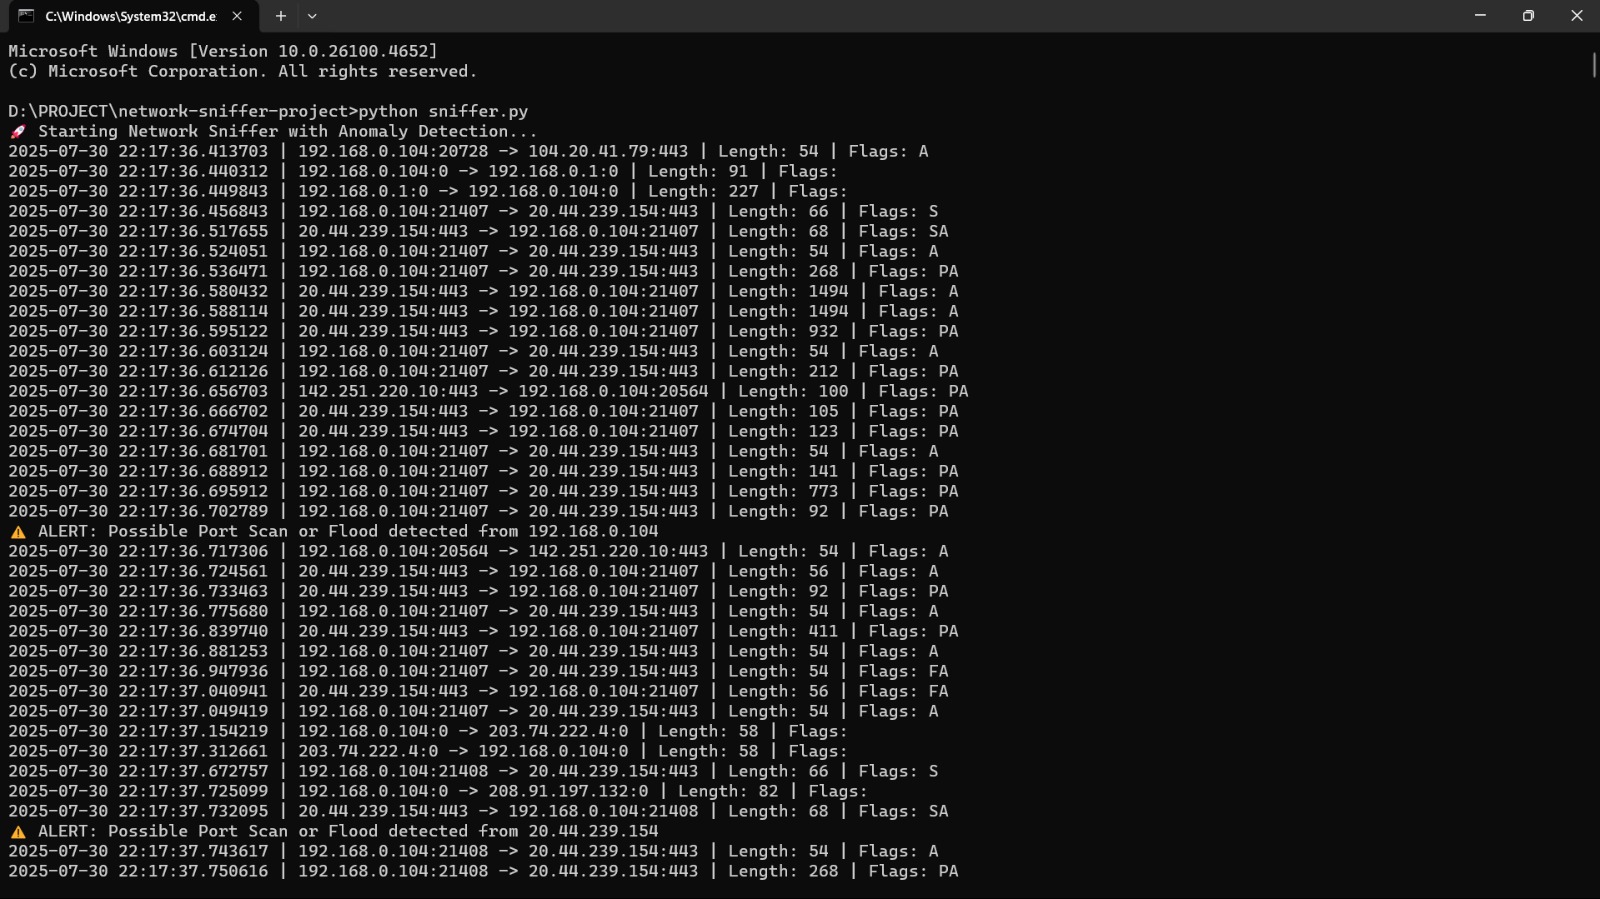 C:\Windows\System32\cmd.e
Microsoft Windows [Version 10.0.26100.4652]
(c) Microsoft Corporation. All rights reserved.
D:\PROJECT\network-sniffer-project>python sniffer.py
🚀 Starting Network Sniffer with Anomaly Detection...
2025-07-30 22:17:36.413703 | 192.168.0.104:20728 -> 104.20.41.79:443 | Length: 54 | Flags: A
2025-07-30 22:17:36.440312 | 192.168.0.104:0 -> 192.168.0.1:0 | Length: 91 | Flags:
2025-07-30 22:17:36.449843 | 192.168.0.1:0 -> 192.168.0.104:0 | Length: 227 | Flags:
2025-07-30 22:17:36.456843 | 192.168.0.104:21407 -> 20.44.239.154:443 | Length: 66 | Flags: S
2025-07-30 22:17:36.517655 | 20.44.239.154:443 -> 192.168.0.104:21407 | Length: 68 | Flags: SA
2025-07-30 22:17:36.524051 | 192.168.0.104:21407 -> 20.44.239.154:443 | Length: 54 | Flags: A
2025-07-30 22:17:36.536471 | 192.168.0.104:21407 -> 20.44.239.154:443 | Length: 268 | Flags: PA
2025-07-30 22:17:36.580432 | 20.44.239.154:443 -> 192.168.0.104:21407 | Length: 1494 | Flags: A
2025-07-30 22:17:36.588114 | 20.44.239.154:443 -> 192.168.0.104:21407 | Length: 1494 | Flags: A
2025-07-30 22:17:36.595122 | 20.44.239.154:443 -> 192.168.0.104:21407 | Length: 932 | Flags: PA
2025-07-30 22:17:36.603124 | 192.168.0.104:21407 -> 20.44.239.154:443 | Length: 54 | Flags: A
2025-07-30 22:17:36.612126 | 192.168.0.104:21407 -> 20.44.239.154:443 | Length: 212 | Flags: PA
2025-07-30 22:17:36.656703 | 142.251.220.10:443 -> 192.168.0.104:20564 | Length: 100 | Flags: PA
2025-07-30 22:17:36.666702 | 20.44.239.154:443 -> 192.168.0.104:21407 | Length: 105 | Flags: PA
2025-07-30 22:17:36.674704 | 20.44.239.154:443 -> 192.168.0.104:21407 | Length: 123 | Flags: PA
2025-07-30 22:17:36.681701 | 192.168.0.104:21407 -> 20.44.239.154:443 | Length: 54 | Flags: A
2025-07-30 22:17:36.688912 | 192.168.0.104:21407 -> 20.44.239.154:443 | Length: 141 | Flags: PA
2025-07-30 22:17:36.695912 | 192.168.0.104:21407 -> 20.44.239.154:443 | Length: 773 | Flags: PA
2025-07-30 22:17:36.702789 | 192.168.0.104:21407 -> 20.44.239.154:443 | Length: 92 | Flags: PA
⚠ ALERT: Possible Port Scan or Flood detected from 192.168.0.104
2025-07-30 22:17:36.717306 | 192.168.0.104:20564 -> 142.251.220.10:443 | Length: 54 | Flags: A
2025-07-30 22:17:36.724561 | 20.44.239.154:443 -> 192.168.0.104:21407 | Length: 56 | Flags: A
2025-07-30 22:17:36.733463 | 20.44.239.154:443 -> 192.168.0.104:21407 | Length: 92 | Flags: PA
2025-07-30 22:17:36.775680 | 192.168.0.104:21407 -> 20.44.239.154:443 | Length: 54 | Flags: A
2025-07-30 22:17:36.839740 | 20.44.239.154:443 -> 192.168.0.104:21407 | Length: 411 | Flags: PA
2025-07-30 22:17:36.881253 | 192.168.0.104:21407 -> 20.44.239.154:443 | Length: 54 | Flags: A
2025-07-30 22:17:36.947936 | 192.168.0.104:21407 -> 20.44.239.154:443 | Length: 54 | Flags: FA
2025-07-30 22:17:37.040941 | 20.44.239.154:443 -> 192.168.0.104:21407 | Length: 56 | Flags: FA
2025-07-30 22:17:37.049419 | 192.168.0.104:21407 -> 20.44.239.154:443 | Length: 54 | Flags: A
2025-07-30 22:17:37.154219 | 192.168.0.104:0 -> 203.74.222.4:0 | Length: 58 | Flags:
2025-07-30 22:17:37.312661 | 203.74.222.4:0 -> 192.168.0.104:0 | Length: 58 | Flags:
2025-07-30 22:17:37.672757 | 192.168.0.104:21408 -> 20.44.239.154:443 | Length: 66 | Flags: S
2025-07-30 22:17:37.725099 | 192.168.0.104:0 -> 208.91.197.132:0 | Length: 82 | Flags:
2025-07-30 22:17:37.732095 | 20.44.239.154:443 -> 192.168.0.104:21408 | Length: 68 | Flags: SA
⚠ ALERT: Possible Port Scan or Flood detected from 20.44.239.154
2025-07-30 22:17:37.743617 | 192.168.0.104:21408 -> 20.44.239.154:443 | Length: 54 | Flags: A
2025-07-30 22:17:37.750616 | 192.168.0.104:21408 -> 20.44.239.154:443 | Length: 268 | Flags: PA